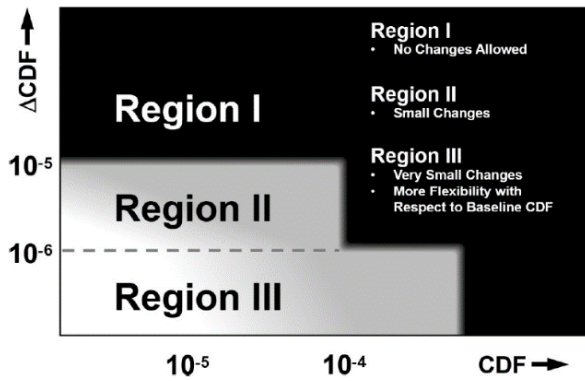 ΔCDF →
Region I
• No Changes Allowed
Region II
• Small Changes
Region III
• Very Small Changes
• More Flexibility with
Respect to Baseline CDF
Region I
10-5
Region II
10-6
Region III
10-5
10-4
CDF →